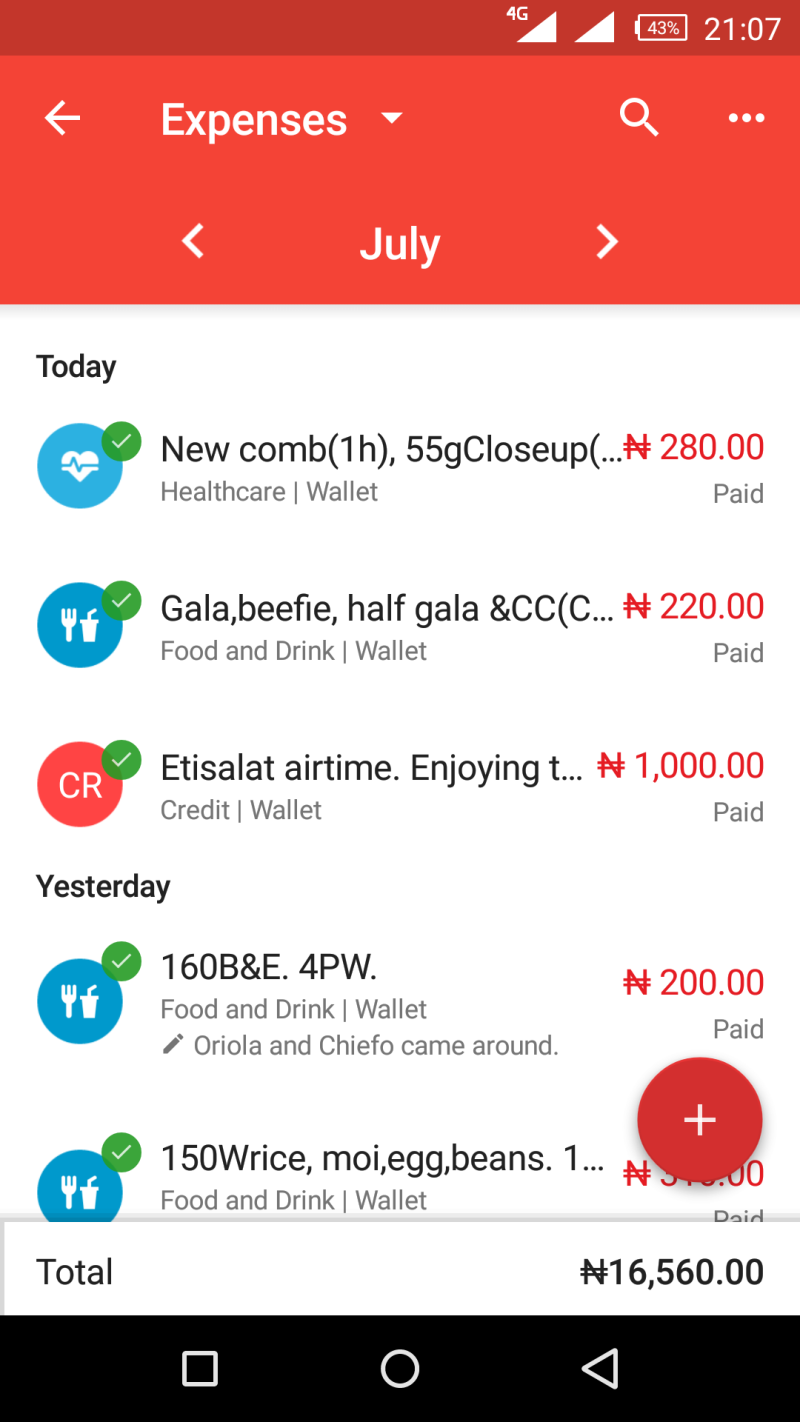 4G 43% 21:07
Expenses
July
Today
New comb(1h), 55gCloseup(... ₦ 280.00
Healthcare | Wallet Paid
Gala,beefie, half gala &CC(C... ₦ 220.00
Food and Drink | Wallet Paid
CR Etisalat airtime. Enjoying t... ₦ 1,000.00
Credit | Wallet Paid
Yesterday
160B&E. 4PW. ₦ 200.00
Food and Drink | Wallet Paid
Oriola and Chiefo came around.
150Wrice, moi,egg,beans. 1... ₦
Food and Drink | Wallet Paid
Total ₦16,560.00